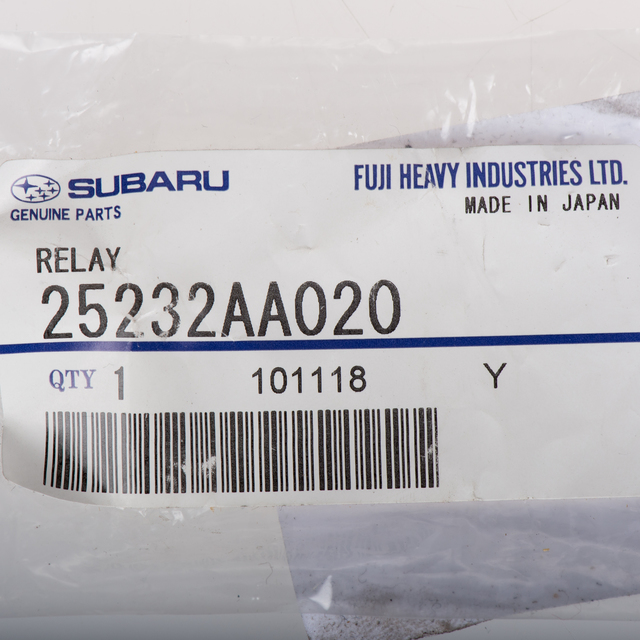 SUBARU FUJI HEAVY INDUSTRIES LTD.
GENUINE PARTS MADE IN JAPAN
RELAY
25232AA020
QTY 1 101118 Y